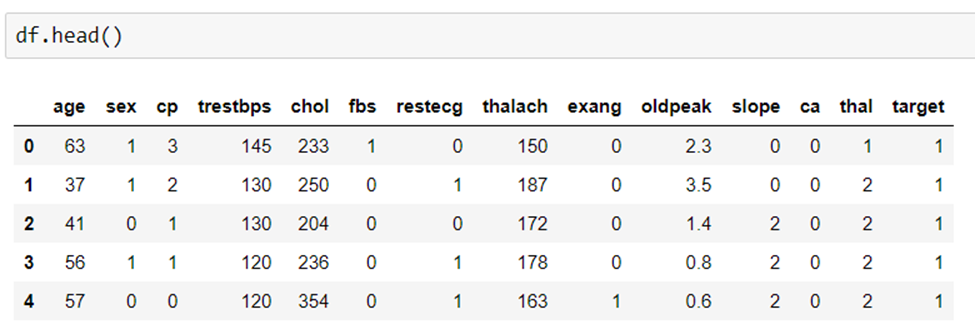 df.head()
age sex cp trestbps chol fbs restecg thalach exang oldpeak slope ca thal target
0 63 1 3 145 233 1 0 150 0 2.3 0 0 1 1
1 37 1 2 130 250 0 1 187 0 3.5 0 0 2 1
2 41 0 1 130 204 0 0 172 0 1.4 2 0 2 1
3 56 1 1 120 236 0 1 178 0 0.8 2 0 2 1
4 57 0 0 120 354 0 1 163 1 0.6 2 0 2 1